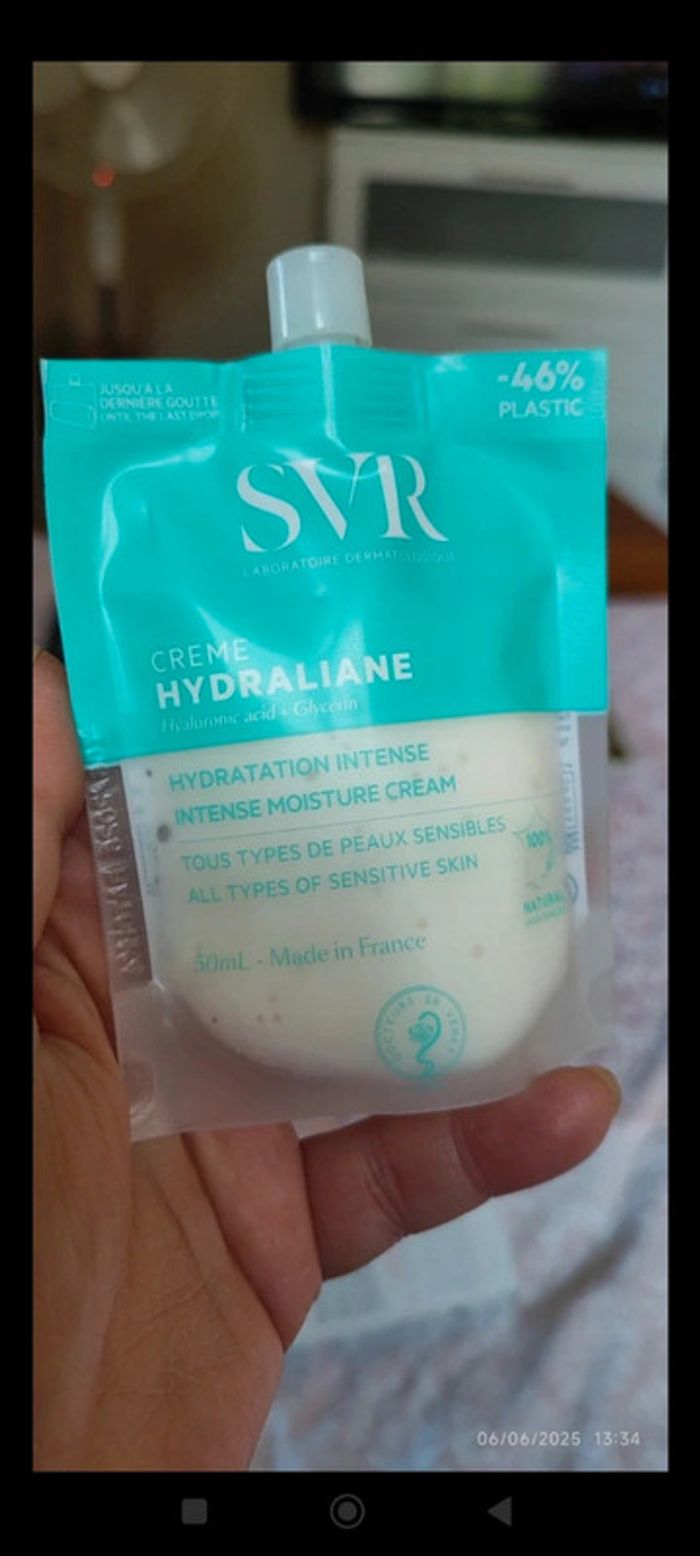 JUSQU'A LA
DERNIÈRE GOUTTE
UNTIL THE LAST DROP
-46%
PLASTIC
SVR
LABORATOIRE DERMATOLOGIQUE
CREME
HYDRALIANE
Hyaluronic acid + Glycerin
HYDRATATION INTENSE
INTENSE MOISTURE CREAM
TOUS TYPES DE PEAUX SENSIBLES
ALL TYPES OF SENSITIVE SKIN
100%
NATURAL
50mL - Made in France
06/06/2025 13:34